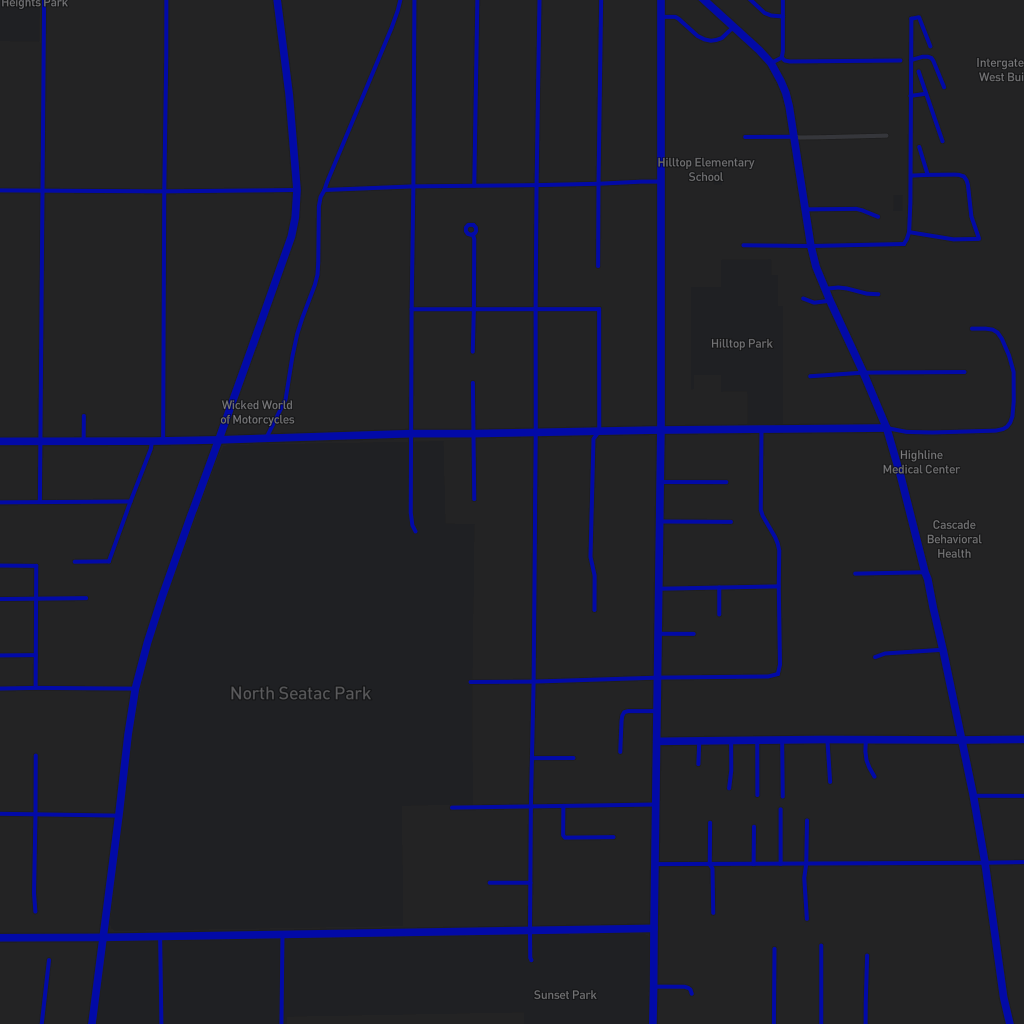 Heights Park
Intergate
West Bui
Hilltop Elementary
School
Hilltop Park
Wicked World
of Motorcycles
Highline
Medical Center
Cascade
Behavioral
Health
North Seatac Park
Sunset Park